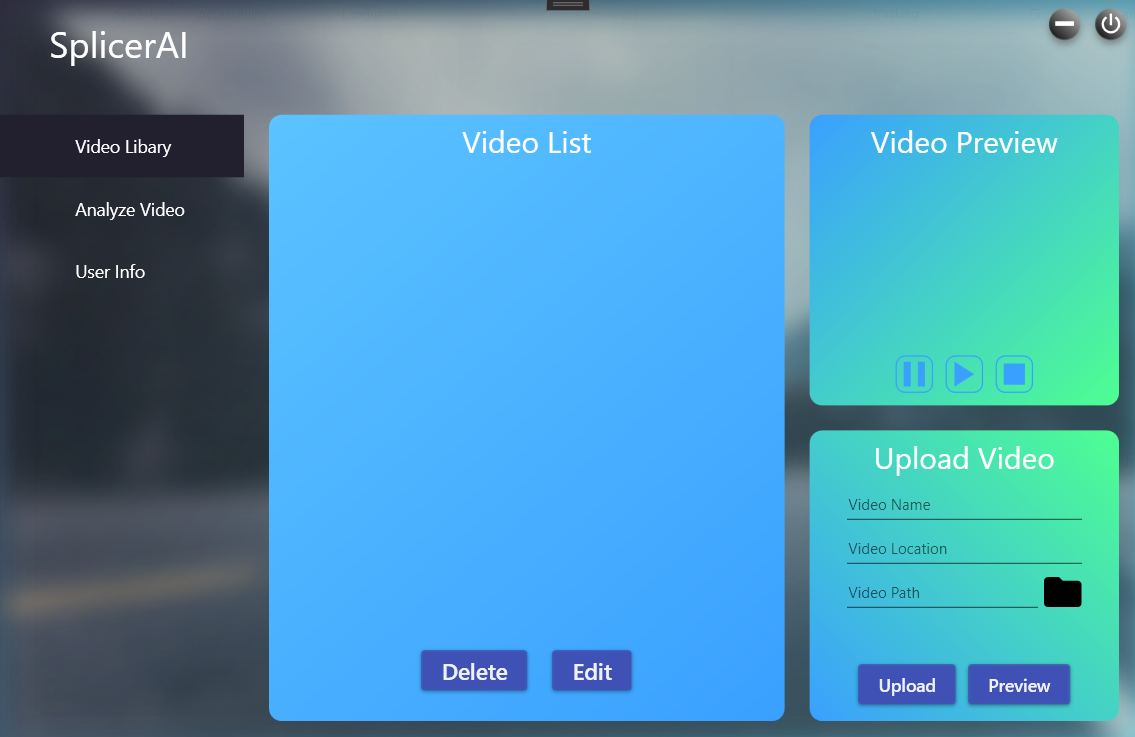 SplicerAI
Video Libary
Analyze Video
User Info
Video List
Delete
Edit
Video Preview
Upload Video
Video Name
Video Location
Video Path
Upload
Preview